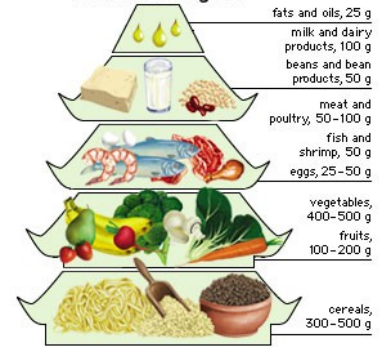 fats and oils, 25 g
milk and dairy
products, 100 g
beans and bean
products, 50 g
meat and
poultry, 50-100 g
fish and
shrimp, 50 g
eggs, 25-50 g
vegetables,
400-500 g
fruits,
100-200 g
cereals,
300-500 g